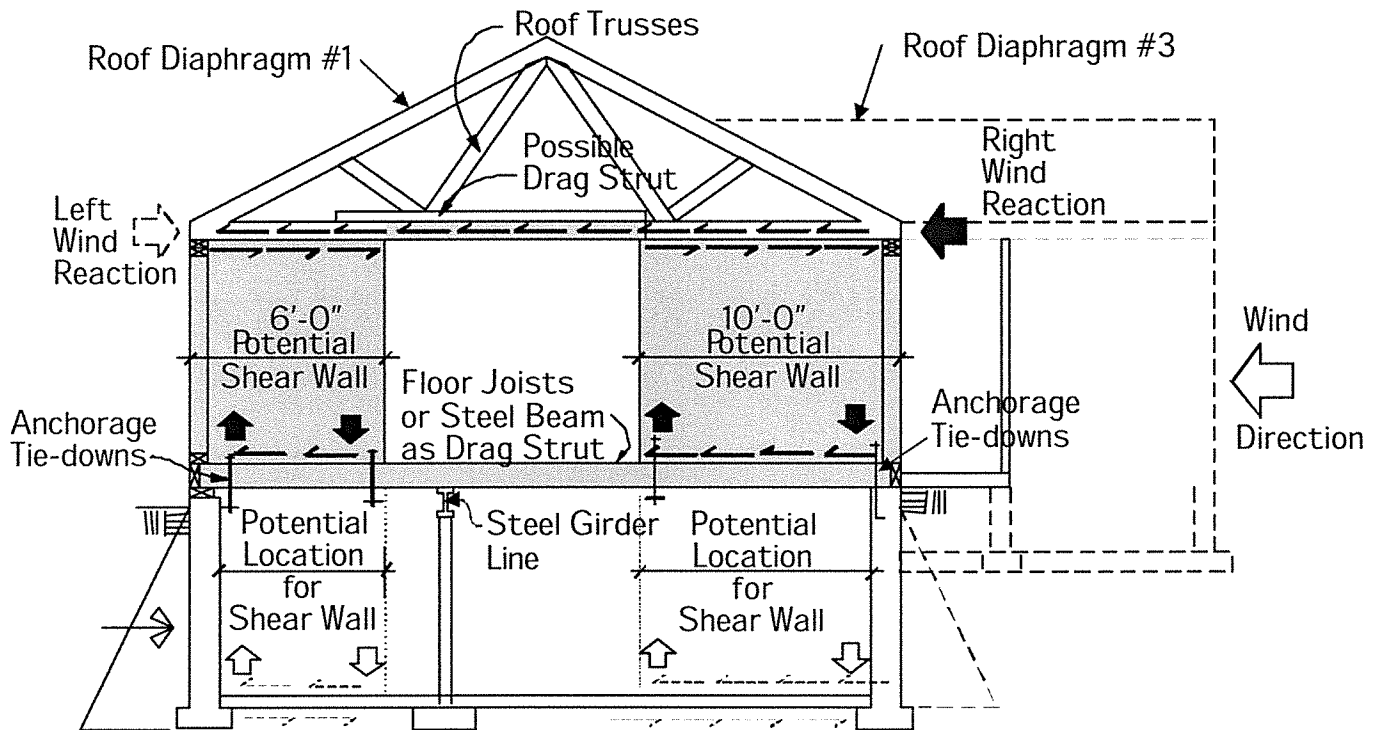 Roof Trusses
Roof Diaphragm #1
Roof Diaphragm #3
Possible
Drag Strut
Right
Wind
Reaction
Left
Wind
Reaction
6'-0"
Potential
Shear Wall
10'-0"
Potential
Shear Wall
Wind
Direction
Floor Joists
or Steel Beam
as Drag Strut
Anchorage
Tie-downs
Anchorage
Tie-downs
Potential
Location
for
Shear Wall
Steel Girder
Line
Potential
Location
for
Shear Wall